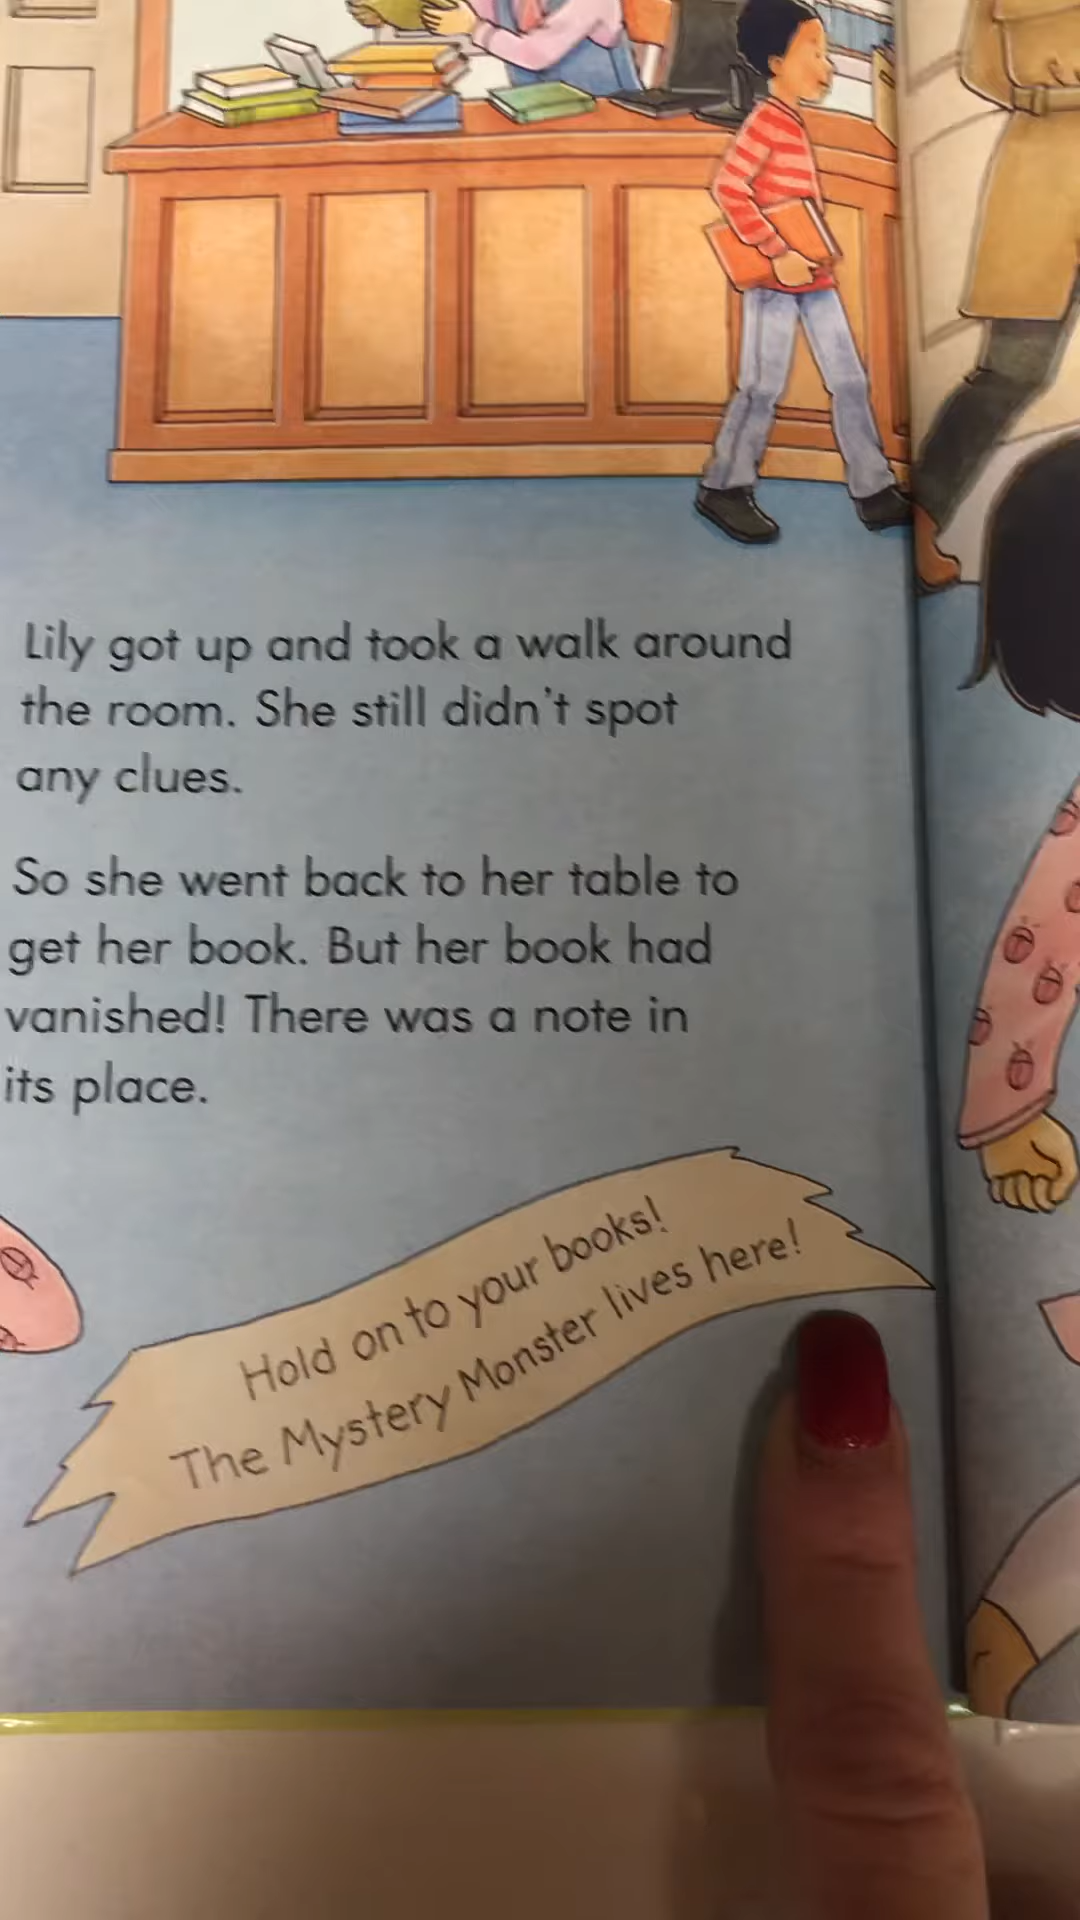 Lily got up and took a walk around
the room. She still didn't spot
any clues.
So she went back to her table to
get her book. But her book had
vanished! There was a note in
its place.
Hold on to your books!
The Mystery Monster lives here!